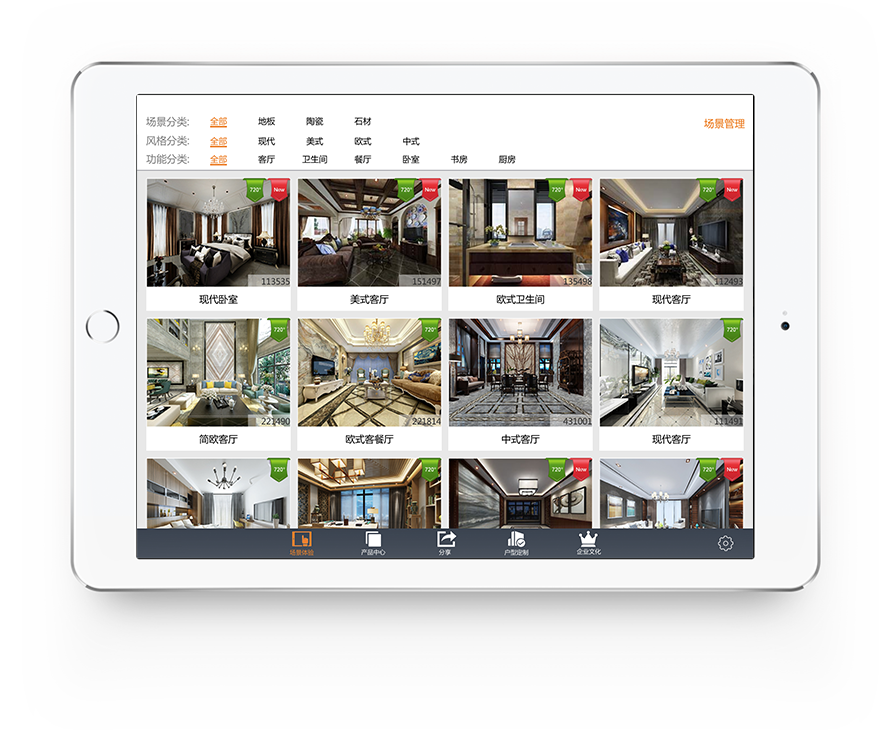 场景分类: 全部 地板 陶瓷 石材
场景管理
风格分类: 全部 现代 美式 欧式 中式
功能分类: 全部 客厅 卫生间 餐厅 卧室 书房 厨房
720° New 720° New 720° New 720° New
113535 151497 135498 112493
现代卧室 美式客厅 欧式卫生间 现代客厅
720° 720° 720°
221490 221814 431001 111491
简欧客厅 欧式客餐厅 中式客厅 现代客厅
720° 720° 720° New 720° New
场景体验 产品中心 分享 户型定制 企业文化